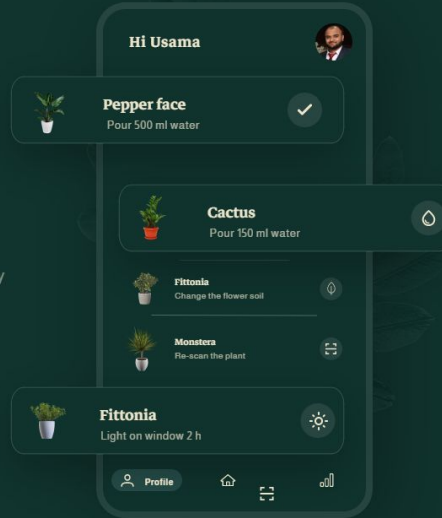 Hi Usama
Pepper face
Pour 500 ml water
Cactus
Pour 150 ml water
Fittonia
Change the flower soil
Monstera
Re-scan the plant
Fittonia
Light on window 2 h
Profile